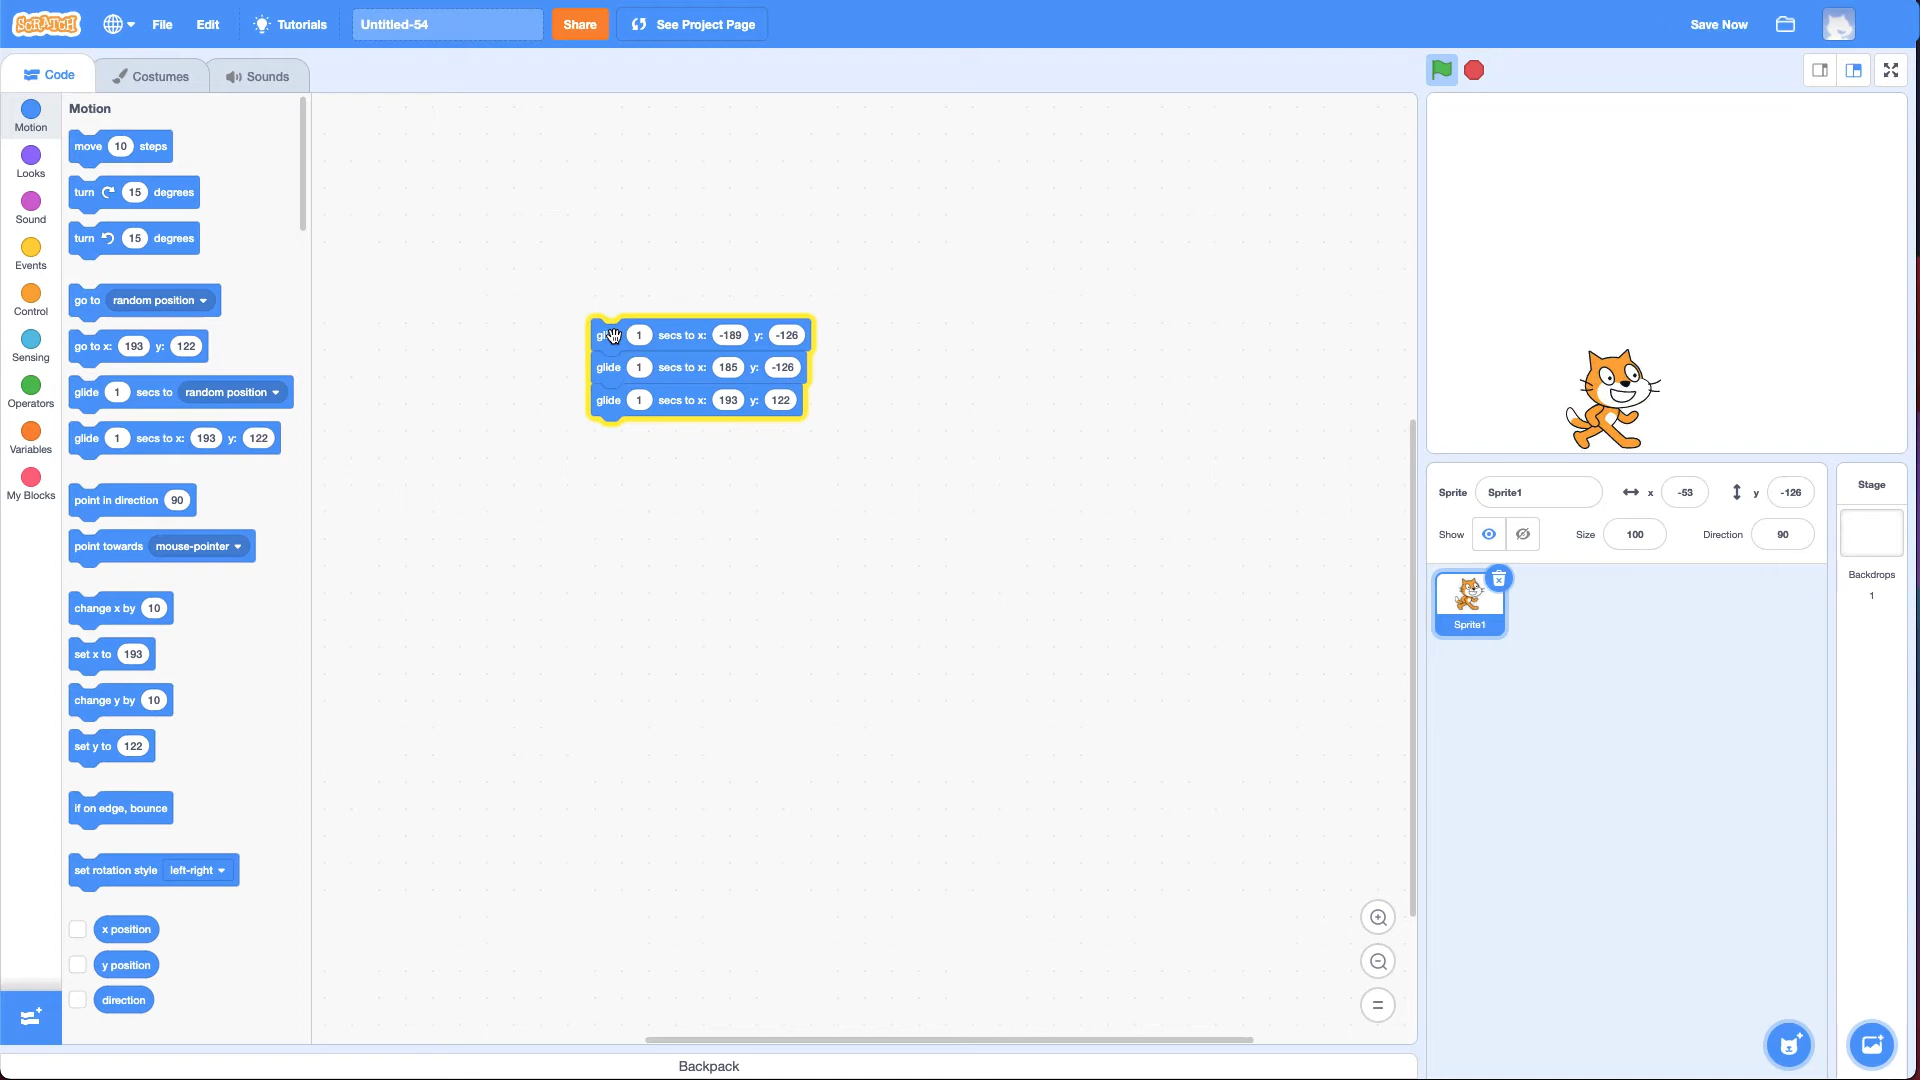 SCRATCH
File
Edit
Tutorials
Untitled-54
Share
See Project Page
Save Now
Code
Costumes
Sounds
Motion
Looks
Sound
Events
Control
Sensing
Operators
Variables
My Blocks
Motion
move 10 steps
turn 15 degrees
turn 15 degrees
go to random position
go to x: 193 y: 122
glide 1 secs to random position
glide 1 secs to x: 193 y: 122
point in direction 90
point towards mouse-pointer
change x by 10
set x to 193
change y by 10
set y to 122
if on edge, bounce
set rotation style left-right
x position
y position
direction
1 secs to x: -189 y: -126
glide 1 secs to x: 185 y: -126
glide 1 secs to x: 193 y: 122
Backpack
Sprite Sprite1 x -53 y -126
Show Size 100 Direction 90
Sprite1
Stage
Backdrops
1